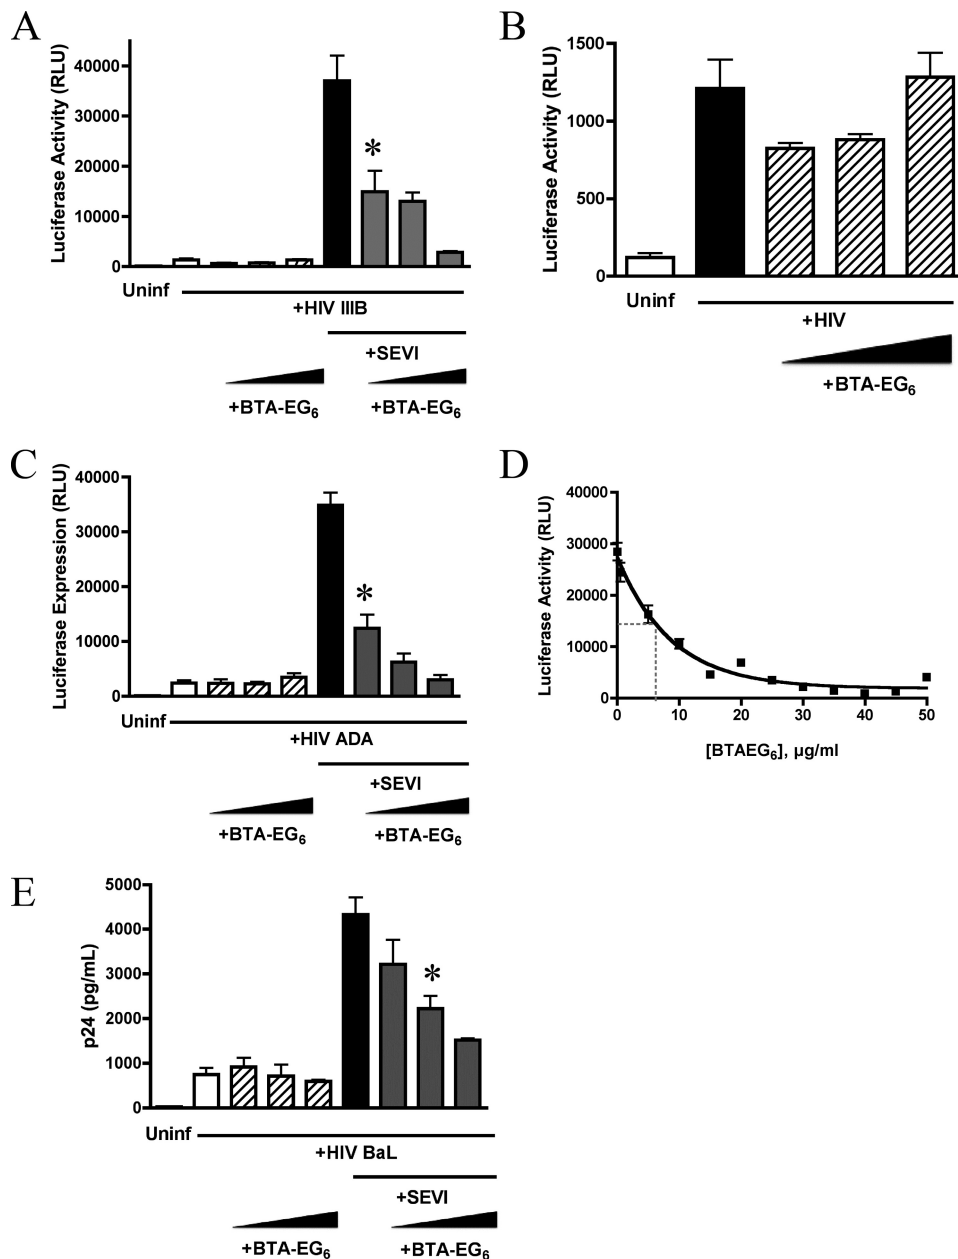 A
Luciferase Activity (RLU)
40000
30000
20000
10000
0
*
Uninf
+HIV IIIB
+SEVI
+BTA-EG6
+BTA-EG6
B
Luciferase Activity (RLU)
1500
1000
500
0
Uninf
+HIV
+BTA-EG6
C
Luciferase Expression (RLU)
40000
30000
20000
10000
0
*
Uninf
+HIV ADA
+SEVI
+BTA-EG6
+BTA-EG6
D
Luciferase Activity (RLU)
40000
30000
20000
10000
0
0 10 20 30 40 50
[BTAEG6], µg/ml
E
p24 (pg/mL)
5000
4000
3000
2000
1000
0
*
Uninf
+HIV BaL
+SEVI
+BTA-EG6
+BTA-EG6